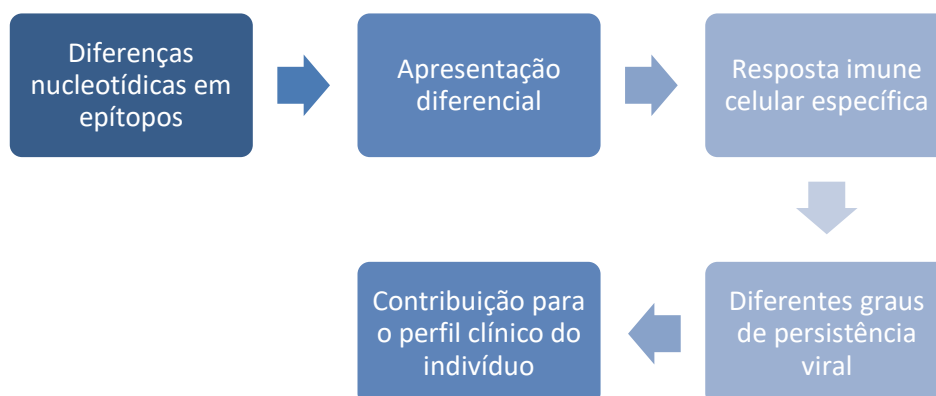 Diferenças
nucleotídicas em
epítopos
Apresentação
diferencial
Resposta imune
celular específica
Diferentes graus
de persistência
viral
Contribuição para
o perfil clínico do
indivíduo